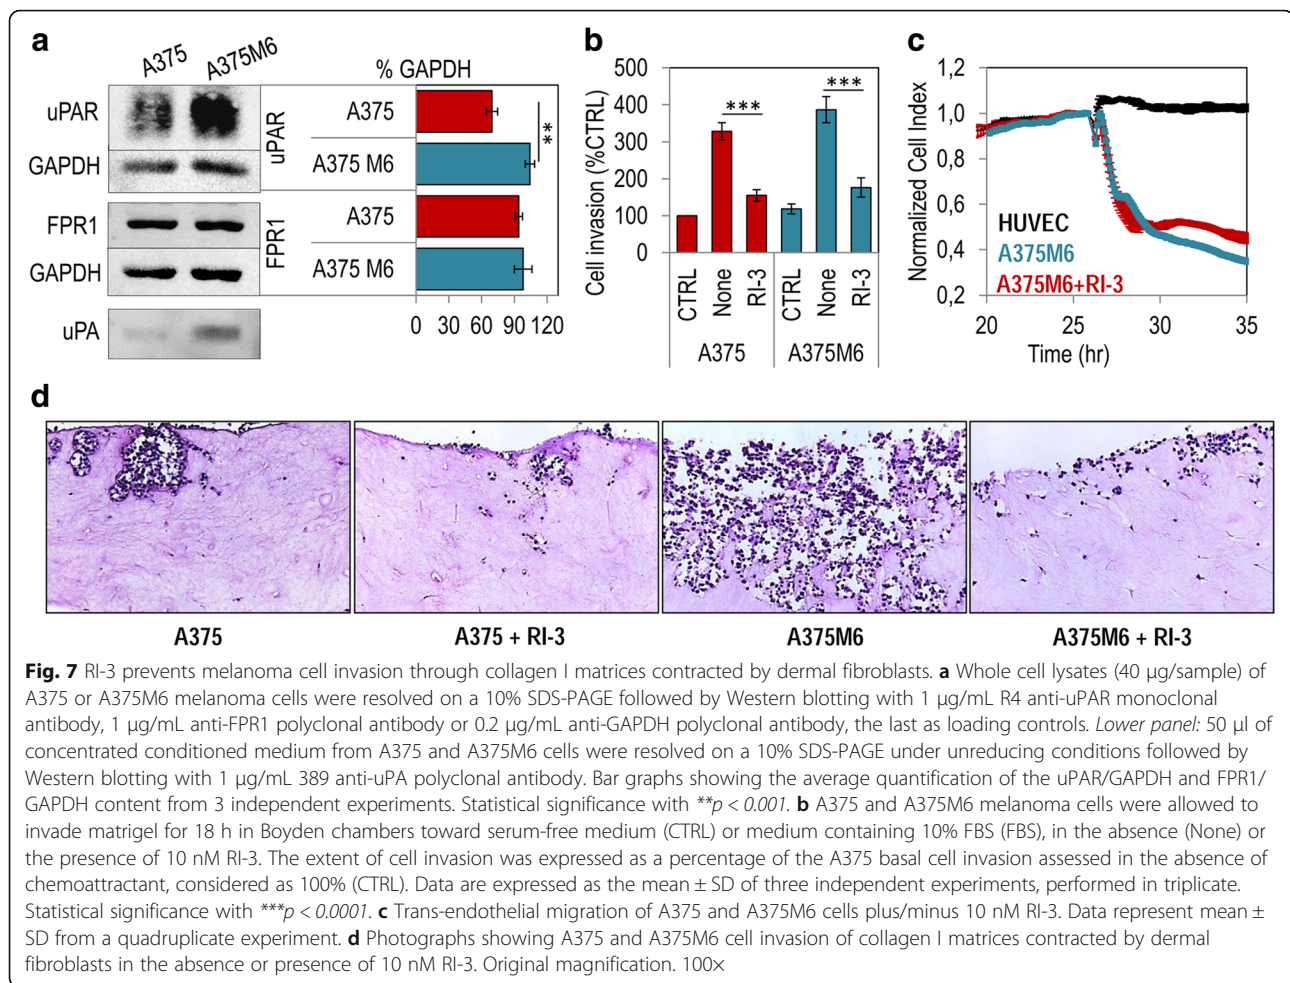 a
A375
A375M6
uPAR
GAPDH
FPR1
GAPDH
uPA
% GAPDH
uPAR
A375
A375 M6
FPR1
A375
A375 M6
**
0 30 60 90 120
b
Cell invasion (%CTRL)
500
400
300
200
100
0
***
***
CTRL
None
RI-3
CTRL
None
RI-3
A375
A375M6
c
Normalized Cell Index
1,2
1,0
0,8
0,6
0,4
0,2
HUVEC
A375M6
A375M6+RI-3
20 25 30 35
Time (hr)
d
A375
A375 + RI-3
A375M6
A375M6 + RI-3
Fig. 7 RI-3 prevents melanoma cell invasion through collagen I matrices contracted by dermal fibroblasts. a Whole cell lysates (40 μg/sample) of
A375 or A375M6 melanoma cells were resolved on a 10% SDS-PAGE followed by Western blotting with 1 μg/mL R4 anti-uPAR monoclonal
antibody, 1 μg/mL anti-FPR1 polyclonal antibody or 0.2 μg/mL anti-GAPDH polyclonal antibody, the last as loading controls. Lower panel: 50 μl of
concentrated conditioned medium from A375 and A375M6 cells were resolved on a 10% SDS-PAGE under unreducing conditions followed by
Western blotting with 1 μg/mL 389 anti-uPA polyclonal antibody. Bar graphs showing the average quantification of the uPAR/GAPDH and FPR1/
GAPDH content from 3 independent experiments. Statistical significance with **p < 0.001. b A375 and A375M6 melanoma cells were allowed to
invade matrigel for 18 h in Boyden chambers toward serum-free medium (CTRL) or medium containing 10% FBS (FBS), in the absence (None) or
the presence of 10 nM RI-3. The extent of cell invasion was expressed as a percentage of the A375 basal cell invasion assessed in the absence of
chemoattractant, considered as 100% (CTRL). Data are expressed as the mean ± SD of three independent experiments, performed in triplicate.
Statistical significance with ***p < 0.0001. c Trans-endothelial migration of A375 and A375M6 cells plus/minus 10 nM RI-3. Data represent mean ±
SD from a quadruplicate experiment. d Photographs showing A375 and A375M6 cell invasion of collagen I matrices contracted by dermal
fibroblasts in the absence or presence of 10 nM RI-3. Original magnification. 100×